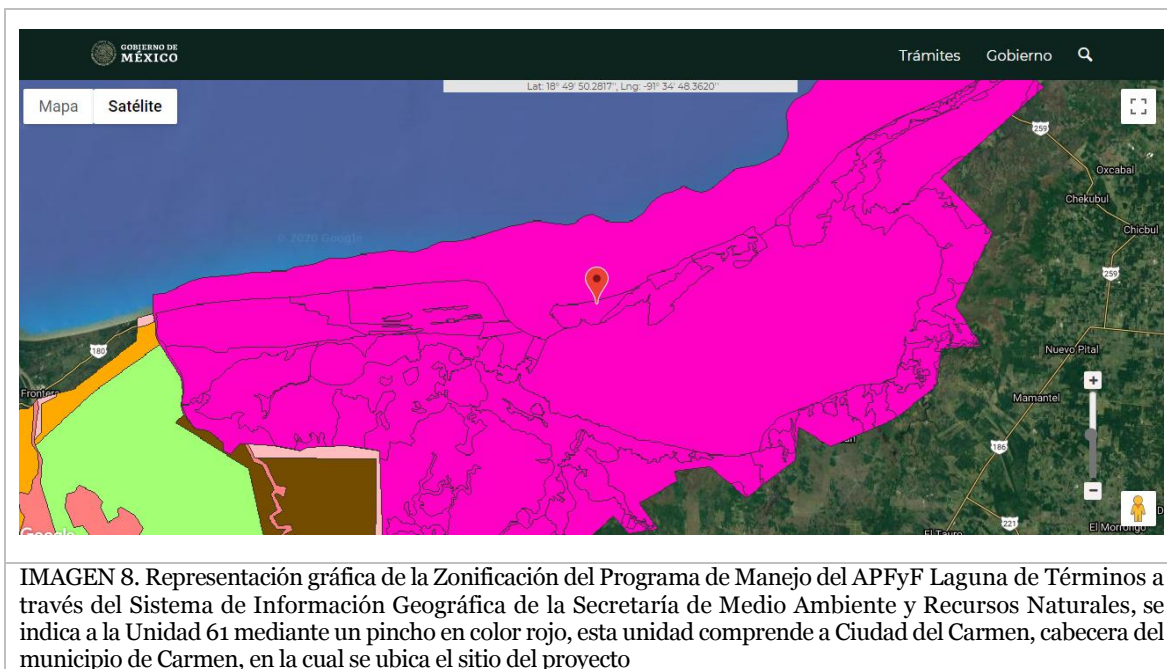 GOBIERNO DE
MÉXICO
Trámites Gobierno
Mapa Satélite
Lat: 18° 49' 50.2817", Lng: -91° 34' 48.3620"
259
Oxcabal
Chekubul
Chicbul
© 2020 Google
259
180
Nuevo Pital
Frontera
Mamantel
186
221
El Tauro
El Morrongo
Google
IMAGEN 8. Representación gráfica de la Zonificación del Programa de Manejo del APFyF Laguna de Términos a
través del Sistema de Información Geográfica de la Secretaría de Medio Ambiente y Recursos Naturales, se
indica a la Unidad 61 mediante un pincho en color rojo, esta unidad comprende a Ciudad del Carmen, cabecera del
municipio de Carmen, en la cual se ubica el sitio del proyecto